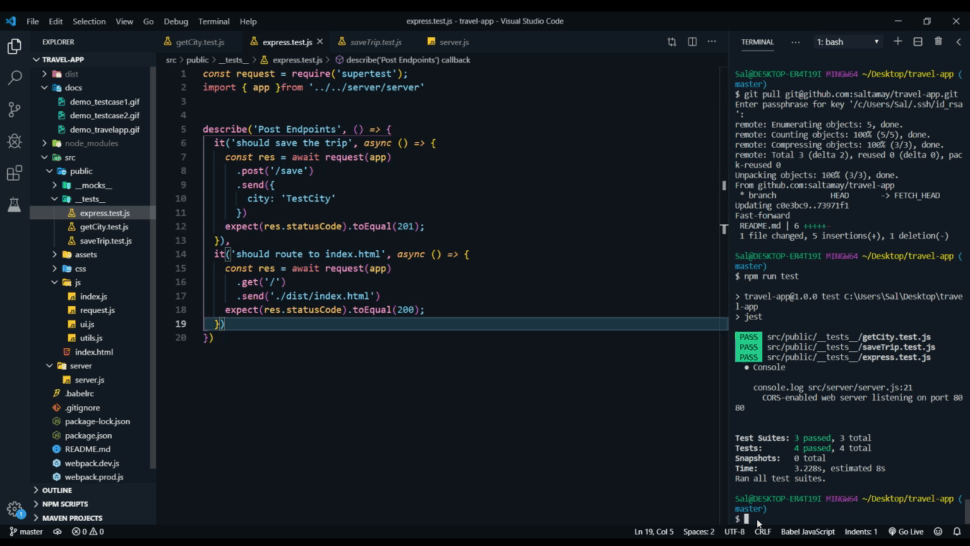 File Edit Selection View Go Debug Terminal Help
express.test.js - travel-app - Visual Studio Code
EXPLORER
TRAVEL-APP
dist
docs
demo_testcase1.gif
demo_testcase2.gif
demo_travelapp.gif
node_modules
src
public
__mocks__
__tests__
express.test.js
getCity.test.js
saveTrip.test.js
assets
css
js
index.js
request.js
ui.js
utils.js
index.html
server
server.js
.babelrc
.gitignore
package-lock.json
package.json
README.md
webpack.dev.js
webpack.prod.js
OUTLINE
NPM SCRIPTS
MAVEN PROJECTS
getCity.test.js express.test.js saveTrip.test.js server.js
src > public > __tests__ > express.test.js > describe('Post Endpoints') callback
1 const request = require('supertest');
2 import { app }from '../../server/server'
3
4
5 describe('Post Endpoints', () => {
6 it('should save the trip', async () => {
7 const res = await request(app)
8 .post('/save')
9 .send({
10 city: 'TestCity'
11 })
12 expect(res.statusCode).toEqual(201);
13 }),
14 it('should route to index.html', async () => {
15 const res = await request(app)
16 .get('/')
17 .send('./dist/index.html')
18 expect(res.statusCode).toEqual(200);
19 })
20 })
TERMINAL ... 1: bash
Sal@DESKTOP-ER4T19I MINGW64 ~/Desktop/travel-app (
master)
$ git pull git@github.com:saltamay/travel-app.git
Enter passphrase for key '/c/Users/Sal/.ssh/id_rsa
':
remote: Enumerating objects: 5, done.
remote: Counting objects: 100% (5/5), done.
remote: Compressing objects: 100% (3/3), done.
remote: Total 3 (delta 2), reused 0 (delta 0), pac
k-reused 0
Unpacking objects: 100% (3/3), done.
From github.com:saltamay/travel-app
* branch HEAD -> FETCH_HEAD
Updating c0e3bc9..73971f1
Fast-forward
README.md | 6 +++++-
1 file changed, 5 insertions(+), 1 deletion(-)
Sal@DESKTOP-ER4T19I MINGW64 ~/Desktop/travel-app (
master)
$ npm run test
> travel-app@1.0.0 test C:\Users\Sal\Desktop\trave
l-app
> jest
PASS src/public/__tests__/getCity.test.js
PASS src/public/__tests__/saveTrip.test.js
PASS src/public/__tests__/express.test.js
● Console
console.log src/server/server.js:21
CORS-enabled web server listening on port 80
80
Test Suites: 3 passed, 3 total
Tests: 4 passed, 4 total
Snapshots: 0 total
Time: 3.228s, estimated 8s
Ran all test suites.
Sal@DESKTOP-ER4T19I MINGW64 ~/Desktop/travel-app (
master)
$
1
master 0 0 Ln 19, Col 5 Spaces: 2 UTF-8 CRLF Babel JavaScript Indents: 1 Go Live